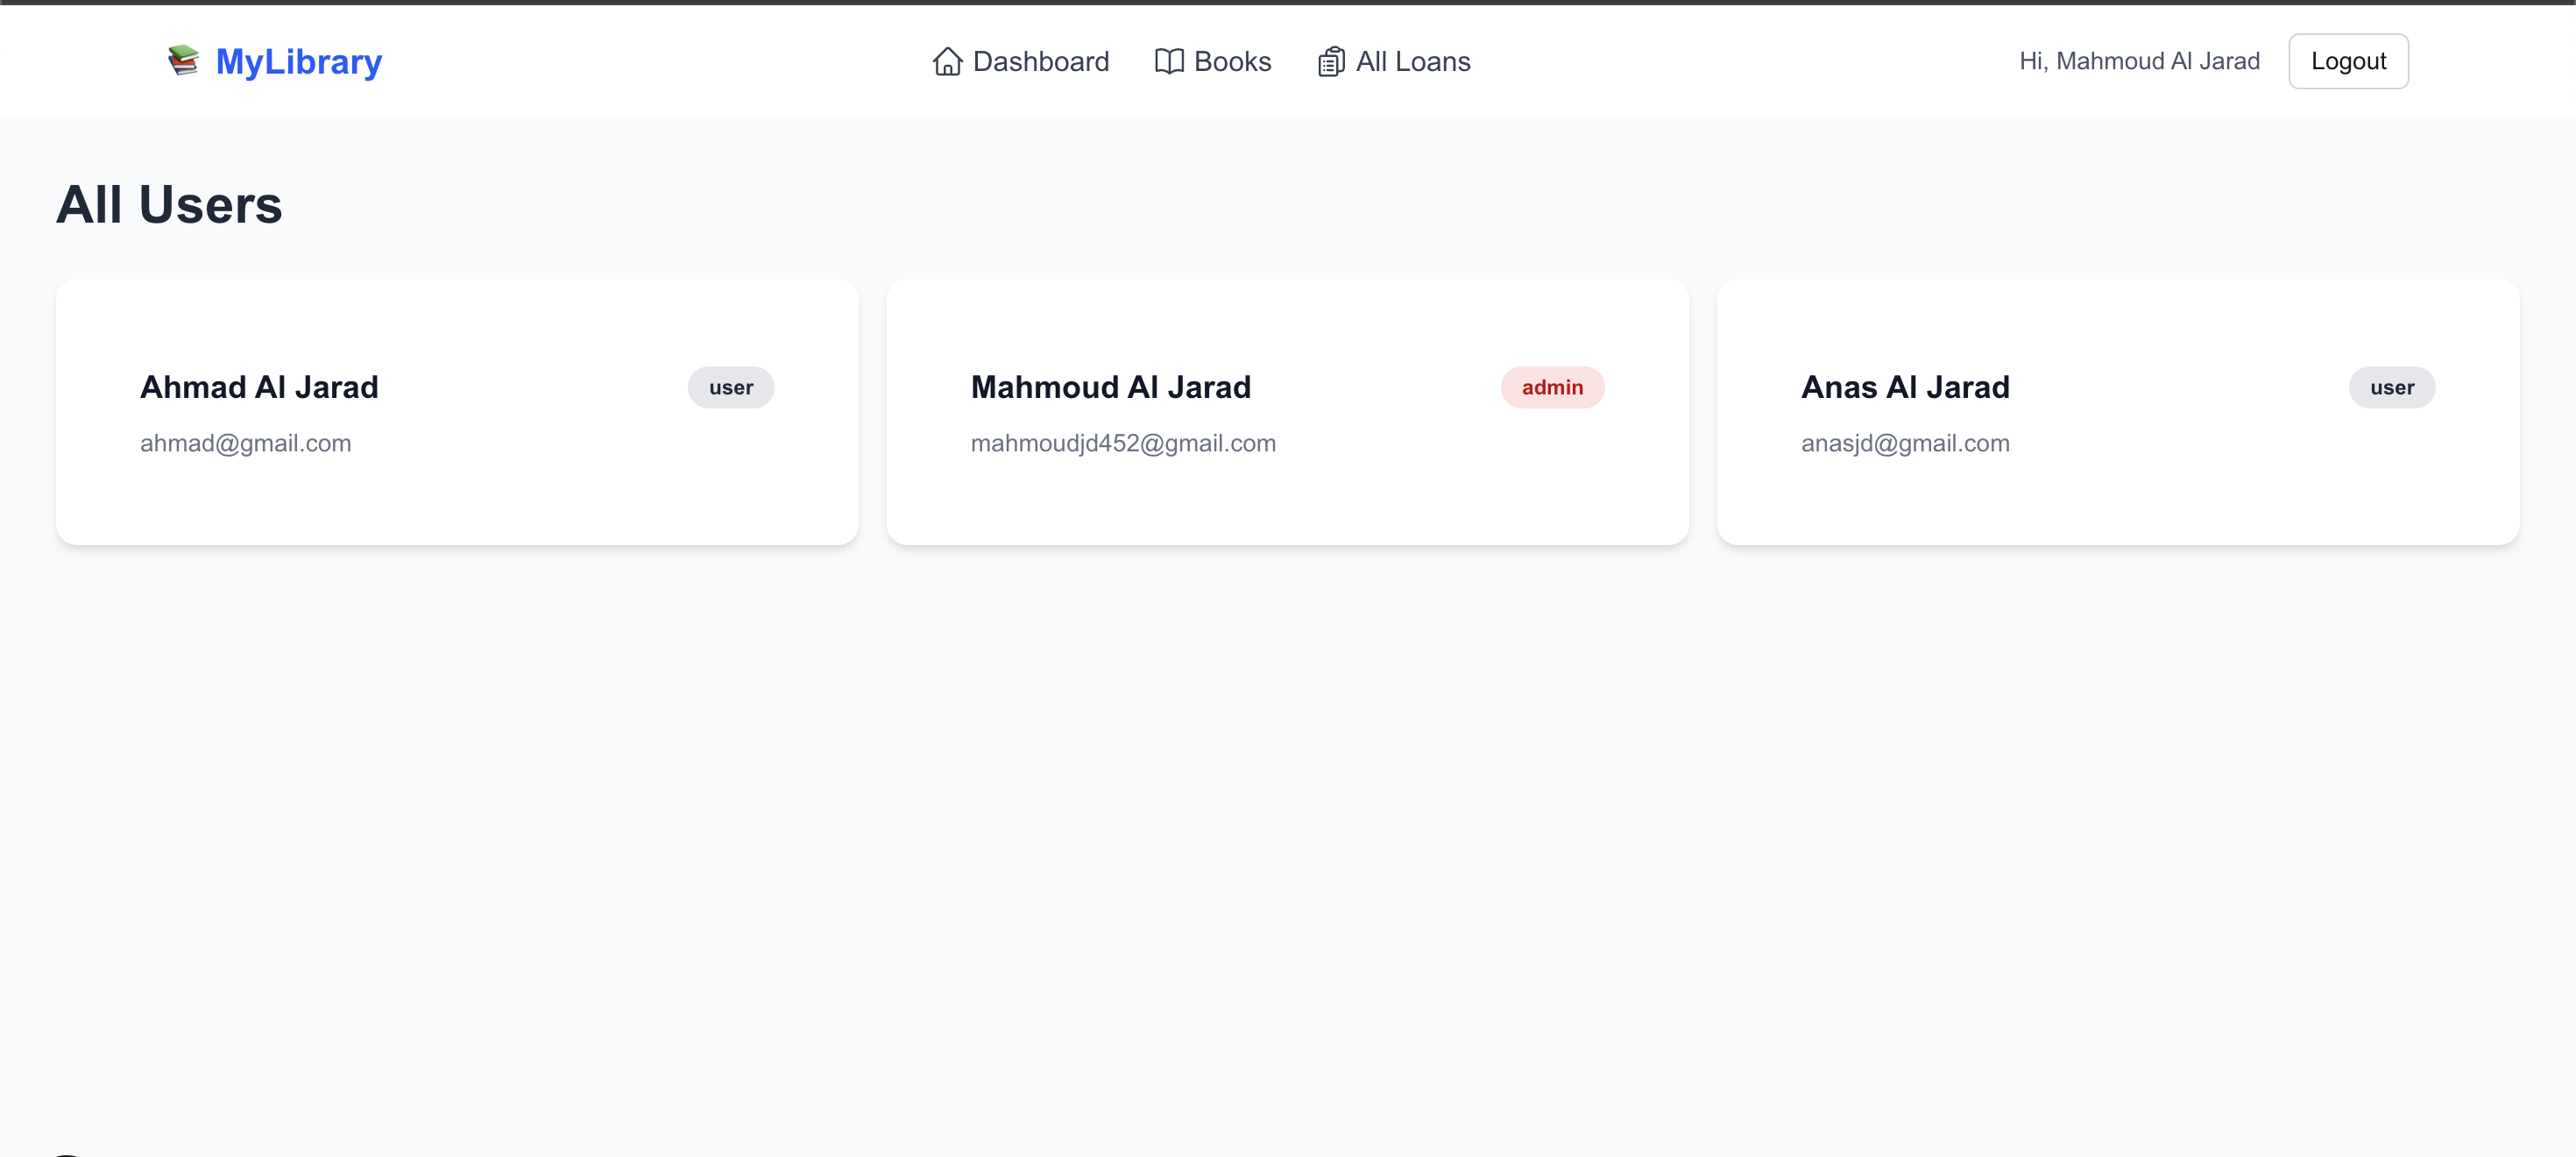 MyLibrary
Dashboard Books All Loans
Hi, Mahmoud Al Jarad Logout
All Users
Ahmad Al Jarad user
ahmad@gmail.com
Mahmoud Al Jarad admin
mahmoudjd452@gmail.com
Anas Al Jarad user
anasjd@gmail.com